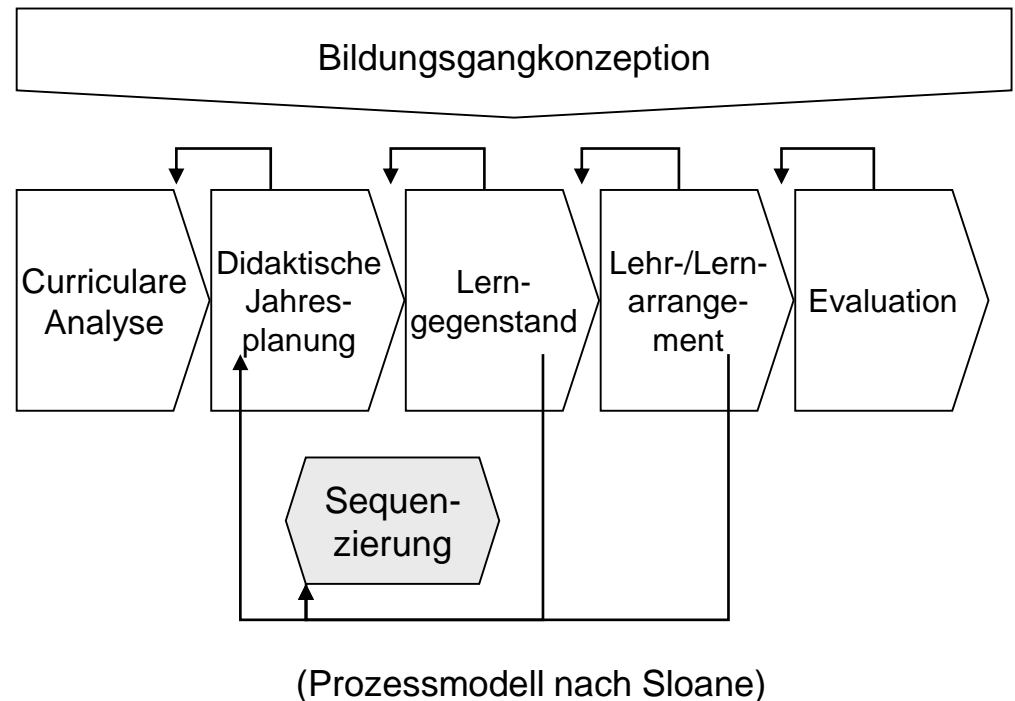 Bildungsgangkonzeption
Curriculare
Analyse
Didaktische
Jahres-
planung
Lern-
gegenstand
Lehr-/Lern-
arrange-
ment
Evaluation
Sequen-
zierung
(Prozessmodell nach Sloane)